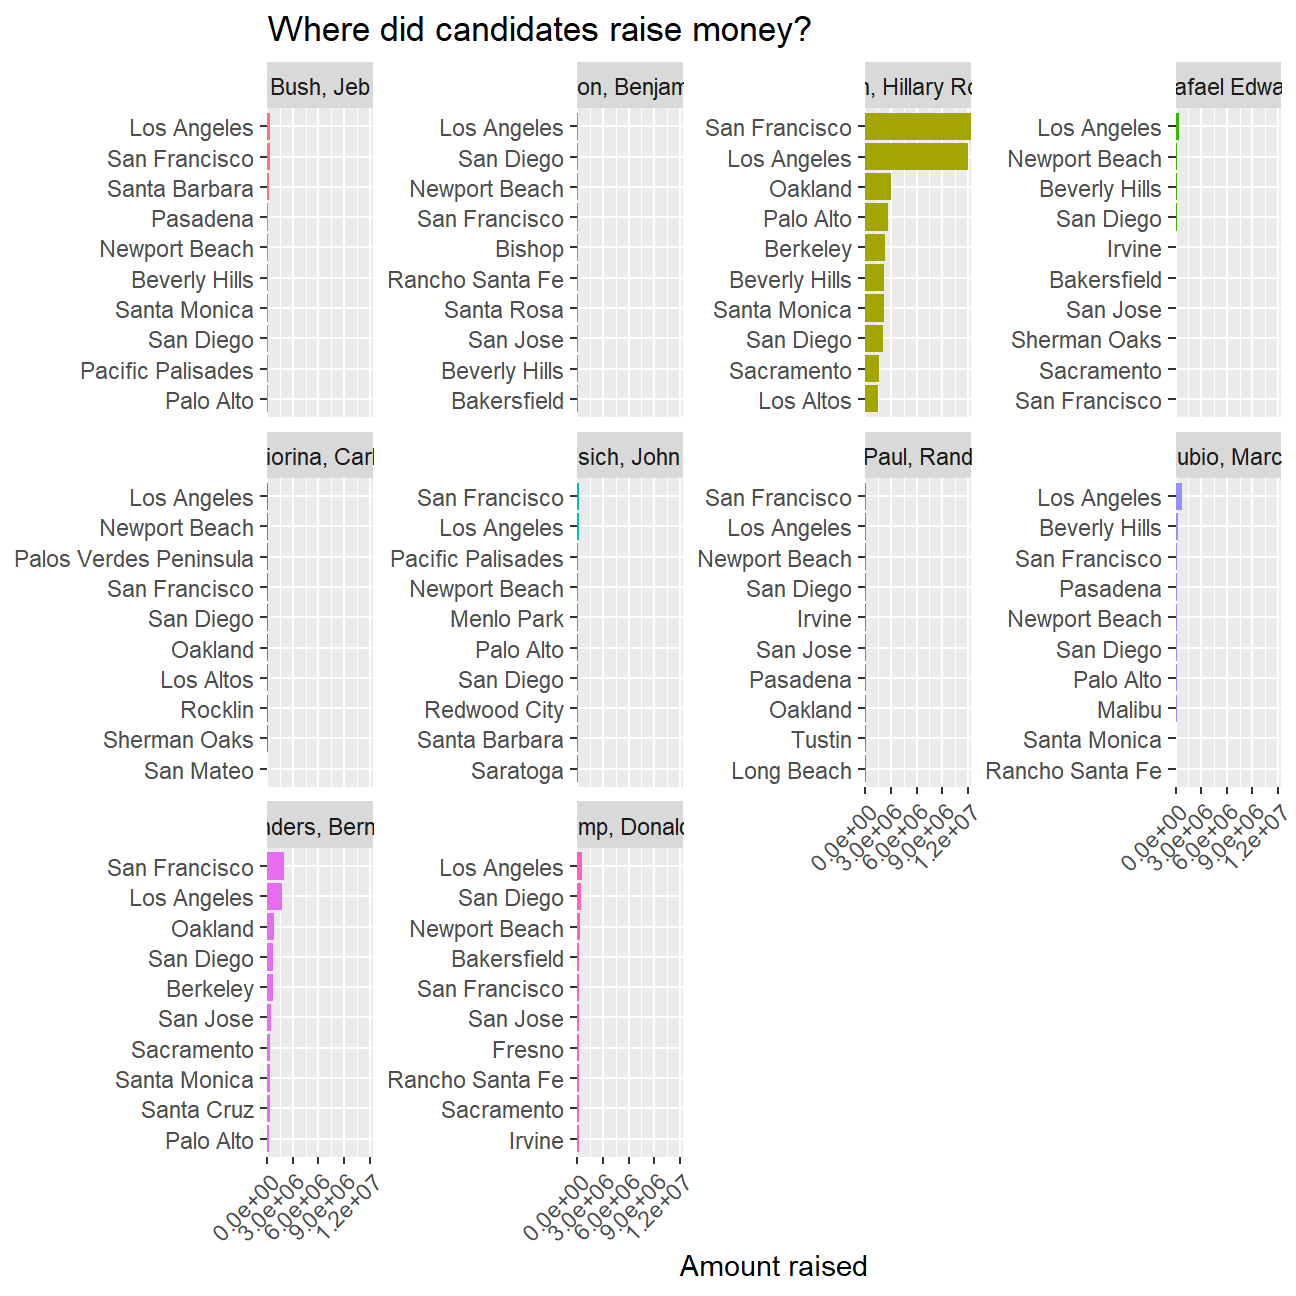 Where did candidates raise money?
Bush, Jeb
Los Angeles
San Francisco
Santa Barbara
Pasadena
Newport Beach
Beverly Hills
Santa Monica
San Diego
Pacific Palisades
Palo Alto
on, Benjam
Los Angeles
San Diego
Newport Beach
San Francisco
Bishop
Rancho Santa Fe
Santa Rosa
San Jose
Beverly Hills
Bakersfield
n, Hillary Ro
San Francisco
Los Angeles
Oakland
Palo Alto
Berkeley
Beverly Hills
Santa Monica
San Diego
Sacramento
Los Altos
afael Edwa
Los Angeles
Newport Beach
Beverly Hills
San Diego
Irvine
Bakersfield
San Jose
Sherman Oaks
Sacramento
San Francisco
iorina, Carl
Los Angeles
Newport Beach
Palos Verdes Peninsula
San Francisco
San Diego
Oakland
Los Altos
Rocklin
Sherman Oaks
San Mateo
sich, John
San Francisco
Los Angeles
Pacific Palisades
Newport Beach
Menlo Park
Palo Alto
San Diego
Redwood City
Santa Barbara
Saratoga
Paul, Rand
San Francisco
Los Angeles
Newport Beach
San Diego
Irvine
San Jose
Pasadena
Oakland
Tustin
Long Beach
0.0e+00
3.0e+06
6.0e+06
9.0e+06
1.2e+07
ubio, Marc
Los Angeles
Beverly Hills
San Francisco
Pasadena
Newport Beach
San Diego
Palo Alto
Malibu
Santa Monica
Rancho Santa Fe
0.0e+00
3.0e+06
6.0e+06
9.0e+06
1.2e+07
nders, Bern
San Francisco
Los Angeles
Oakland
San Diego
Berkeley
San Jose
Sacramento
Santa Monica
Santa Cruz
Palo Alto
0.0e+00
3.0e+06
6.0e+06
9.0e+06
1.2e+07
mp, Donald
Los Angeles
San Diego
Newport Beach
Bakersfield
San Francisco
San Jose
Fresno
Rancho Santa Fe
Sacramento
Irvine
0.0e+00
3.0e+06
6.0e+06
9.0e+06
1.2e+07
Amount raised